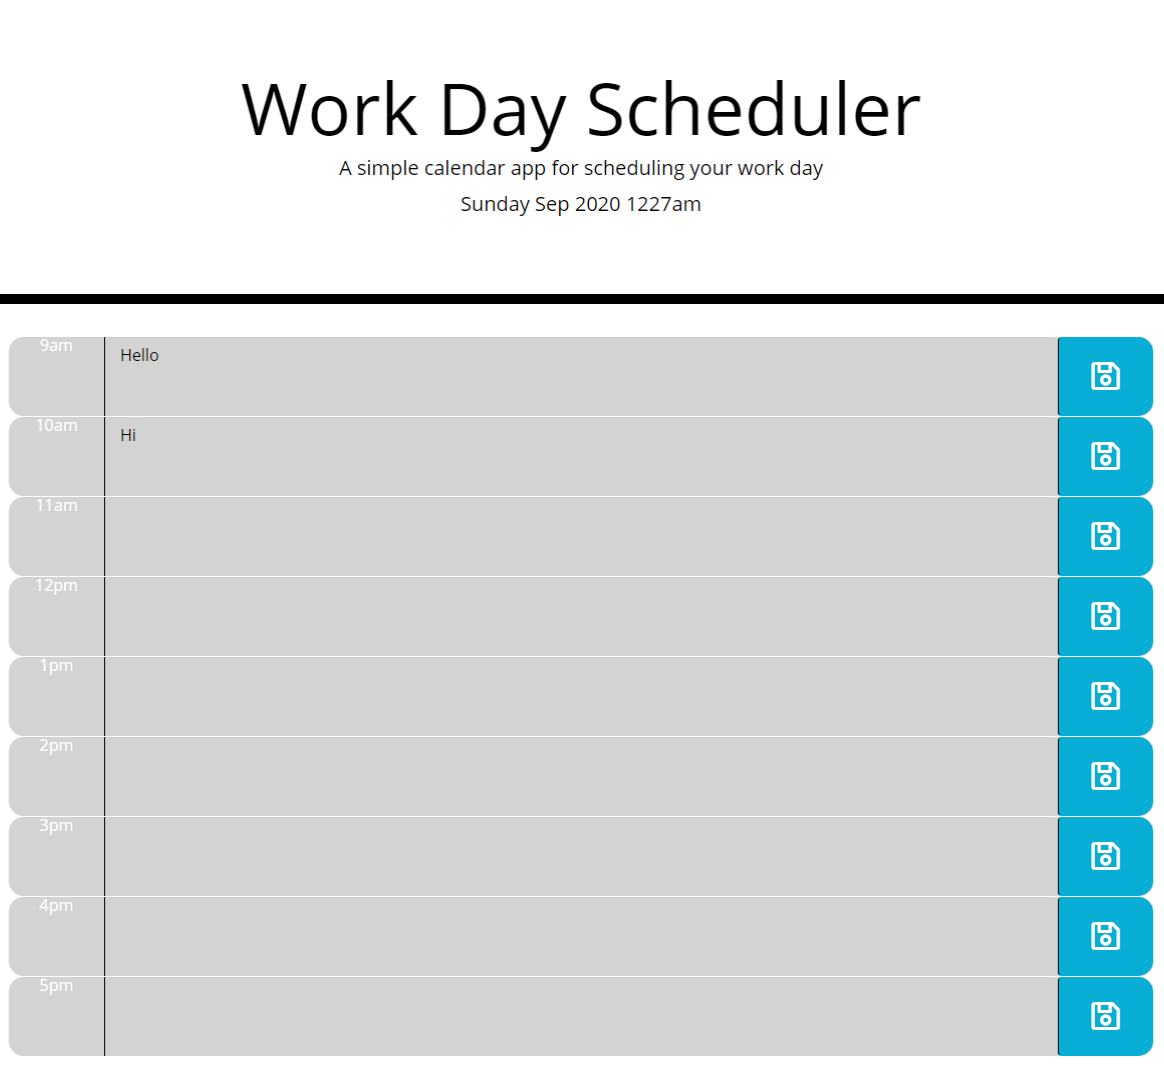 Work Day Scheduler
A simple calendar app for scheduling your work day
Sunday Sep 2020 1227am
9am
Hello
10am
Hi
11am
12pm
1pm
2pm
3pm
4pm
5pm